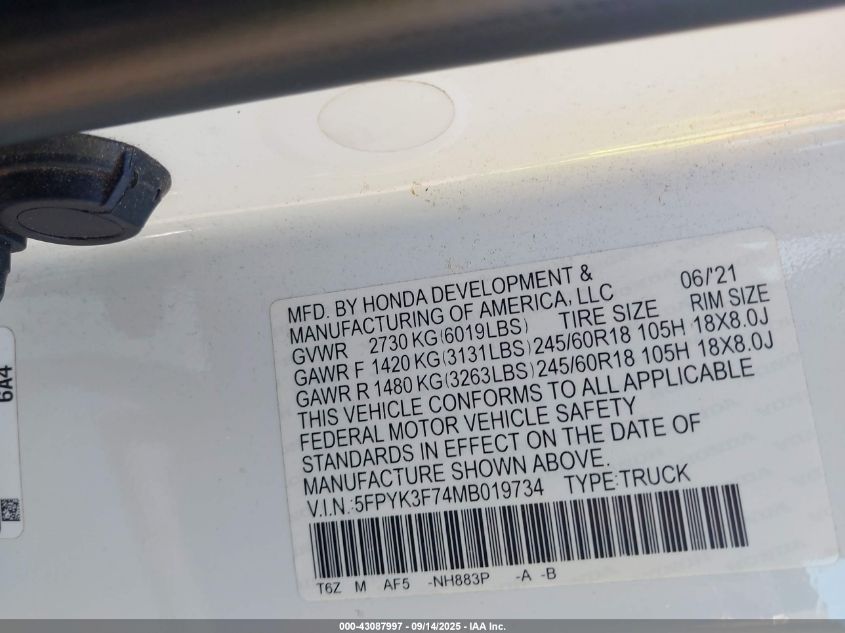 MFD. BY HONDA DEVELOPMENT & 06/'21
MANUFACTURING OF AMERICA, LLC
GVWR 2730 KG (6019LBS) TIRE SIZE RIM SIZE
GAWR F 1420 KG (3131LBS) 245/60R18 105H 18X8.0J
GAWR R 1480 KG (3263LBS) 245/60R18 105H 18X8.0J
THIS VEHICLE CONFORMS TO ALL APPLICABLE
FEDERAL MOTOR VEHICLE SAFETY
STANDARDS IN EFFECT ON THE DATE OF
MANUFACTURE SHOWN ABOVE.
V.I.N.:5FPYK3F74MB019734 TYPE:TRUCK
T6Z M AF5 -NH883P -A -B
6A4
000-43087997 - 09/14/2025 - IAA Inc.